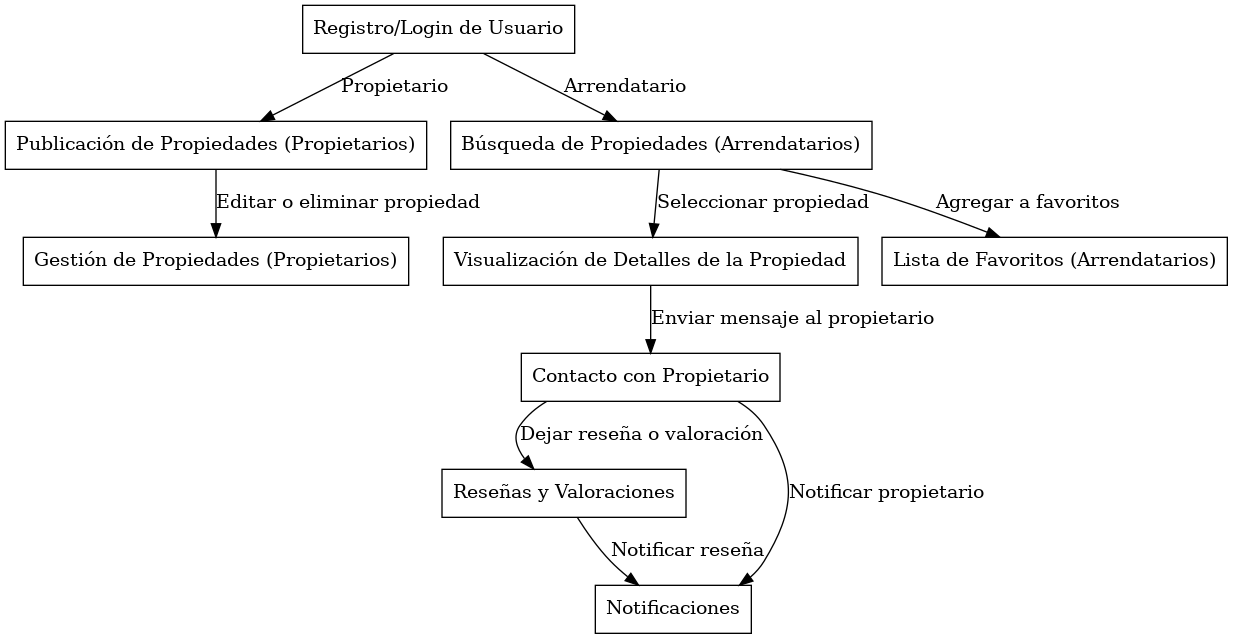 Registro/Login de Usuario
Propietario
Arrendatario
Publicación de Propiedades (Propietarios)
Búsqueda de Propiedades (Arrendatarios)
Editar o eliminar propiedad
Seleccionar propiedad
Agregar a favoritos
Gestión de Propiedades (Propietarios)
Visualización de Detalles de la Propiedad
Lista de Favoritos (Arrendatarios)
Enviar mensaje al propietario
Contacto con Propietario
Dejar reseña o valoración
Reseñas y Valoraciones
Notificar propietario
Notificar reseña
Notificaciones